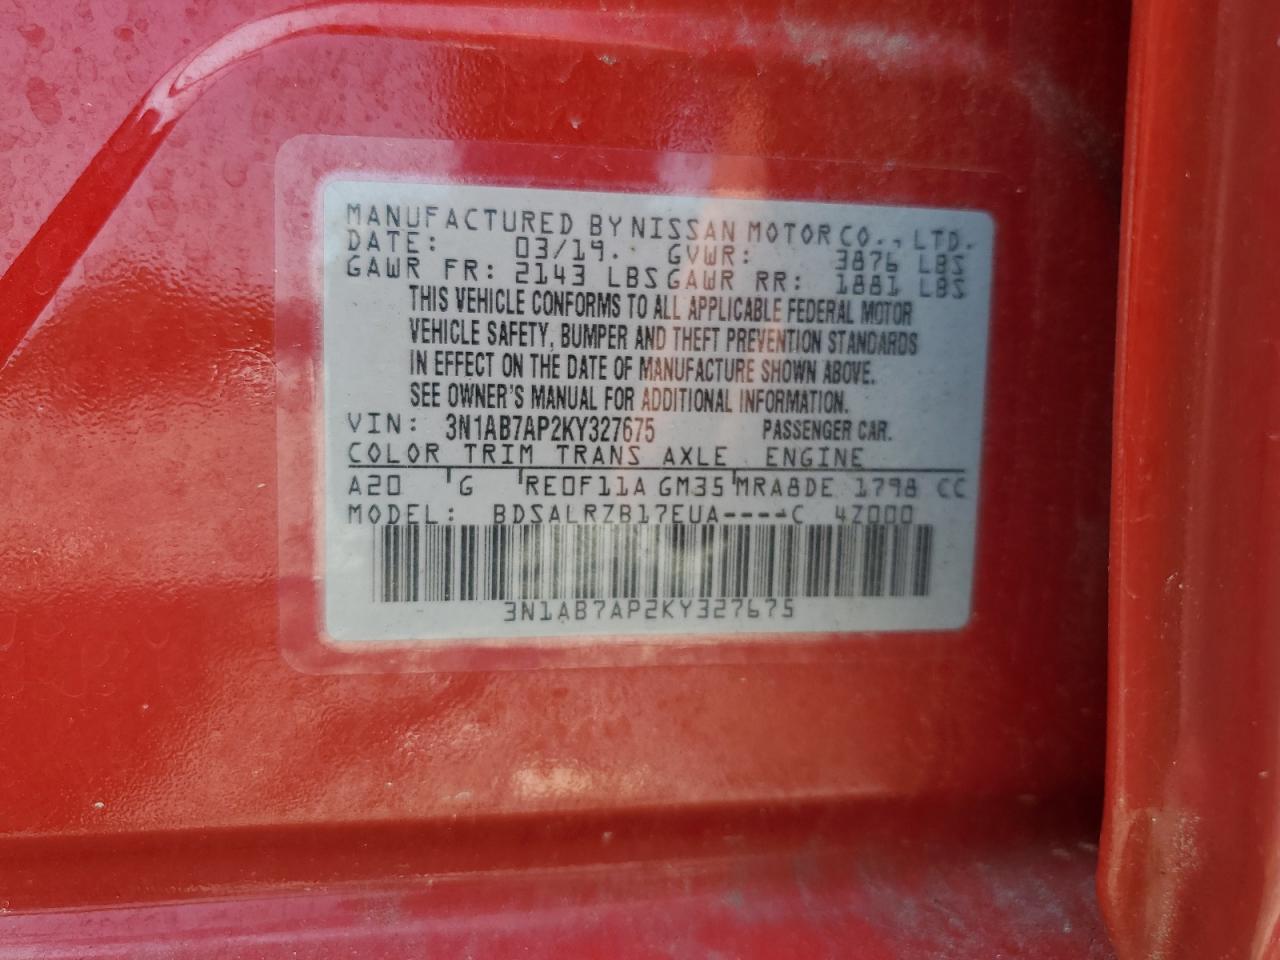 MANUFACTURED BY NISSAN MOTOR CO., LTD.
DATE: 03/19. GVWR: 3876 LBS
GAWR FR: 2143 LBS GAWR RR: 1881 LBS
THIS VEHICLE CONFORMS TO ALL APPLICABLE FEDERAL MOTOR
VEHICLE SAFETY, BUMPER AND THEFT PREVENTION STANDARDS
IN EFFECT ON THE DATE OF MANUFACTURE SHOWN ABOVE.
SEE OWNER'S MANUAL FOR ADDITIONAL INFORMATION.
VIN: 3N1AB7AP2KY327675 PASSENGER CAR.
COLOR TRIM TRANS AXLE ENGINE
A20 G RE0F11A GM35 MRA8DE 1798 CC
MODEL: BDSALRZB17EUA----C 4Z000
3N1AB7AP2KY327675